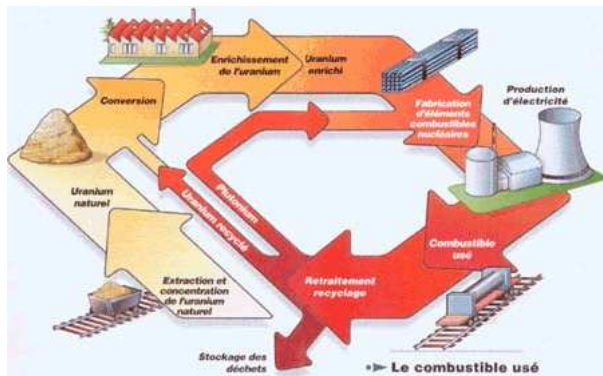 Enrichissement
de l'uranium
Uranium
enrichi
Conversion
Fabrication
d'éléments
combustibles
nucléaires
Production
d'électricité
Uranium
naturel
Plutonium
Uranium recyclé
Combustible
usé
Extraction et
concentration
de l'uranium
naturel
Retraitement
recyclage
Stockage des
déchets
Le combustible usé